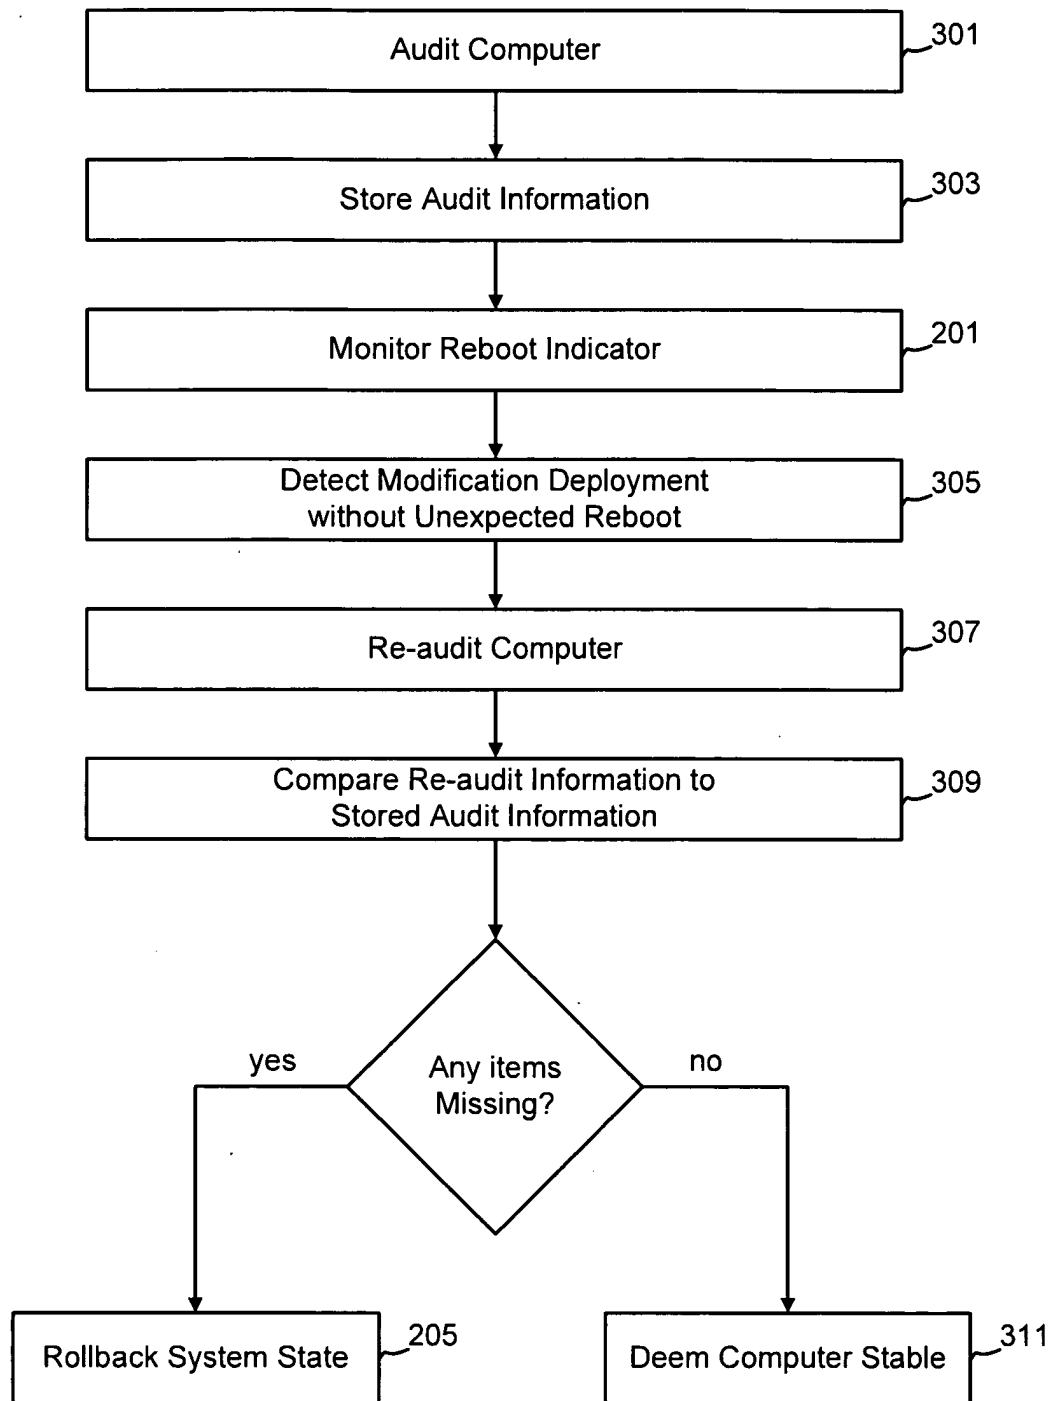 Audit Computer
301
Store Audit Information
303
Monitor Reboot Indicator
201
Detect Modification Deployment
without Unexpected Reboot
305
Re-audit Computer
307
Compare Re-audit Information to
Stored Audit Information
309
Any items
Missing?
yes
no
Rollback System State
205
Deem Computer Stable
311